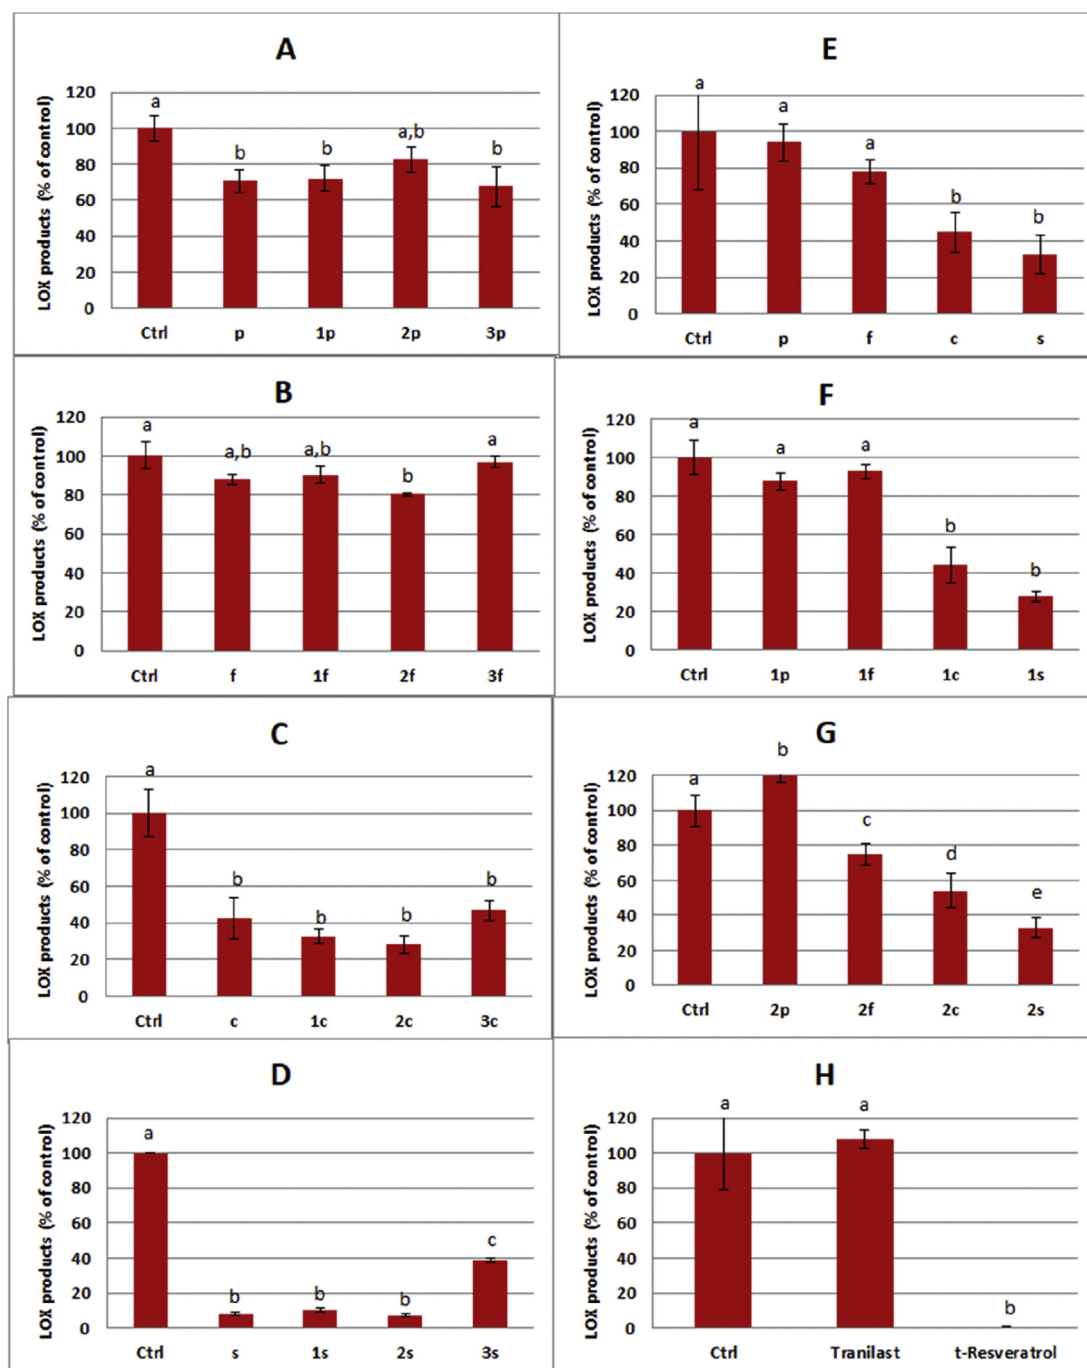 A
LOX products (% of control)
120
100
80
60
40
20
0
a
b
b
a,b
b
Ctrl p 1p 2p 3p
B
LOX products (% of control)
120
100
80
60
40
20
0
a
a,b
a,b
b
a
Ctrl f 1f 2f 3f
C
LOX products (% of control)
120
100
80
60
40
20
0
a
b
b
b
b
Ctrl c 1c 2c 3c
D
LOX products (% of control)
120
100
80
60
40
20
0
a
b
b
b
c
Ctrl s 1s 2s 3s
E
LOX products (% of control)
120
100
80
60
40
20
0
a
a
a
b
b
Ctrl p f c s
F
LOX products (% of control)
120
100
80
60
40
20
0
a
a
a
b
b
Ctrl 1p 1f 1c 1s
G
LOX products (% of control)
120
100
80
60
40
20
0
a
b
c
d
e
Ctrl 2p 2f 2c 2s
H
LOX products (% of control)
120
100
80
60
40
20
0
a
a
b
Ctrl Tranilast t-Resveratrol